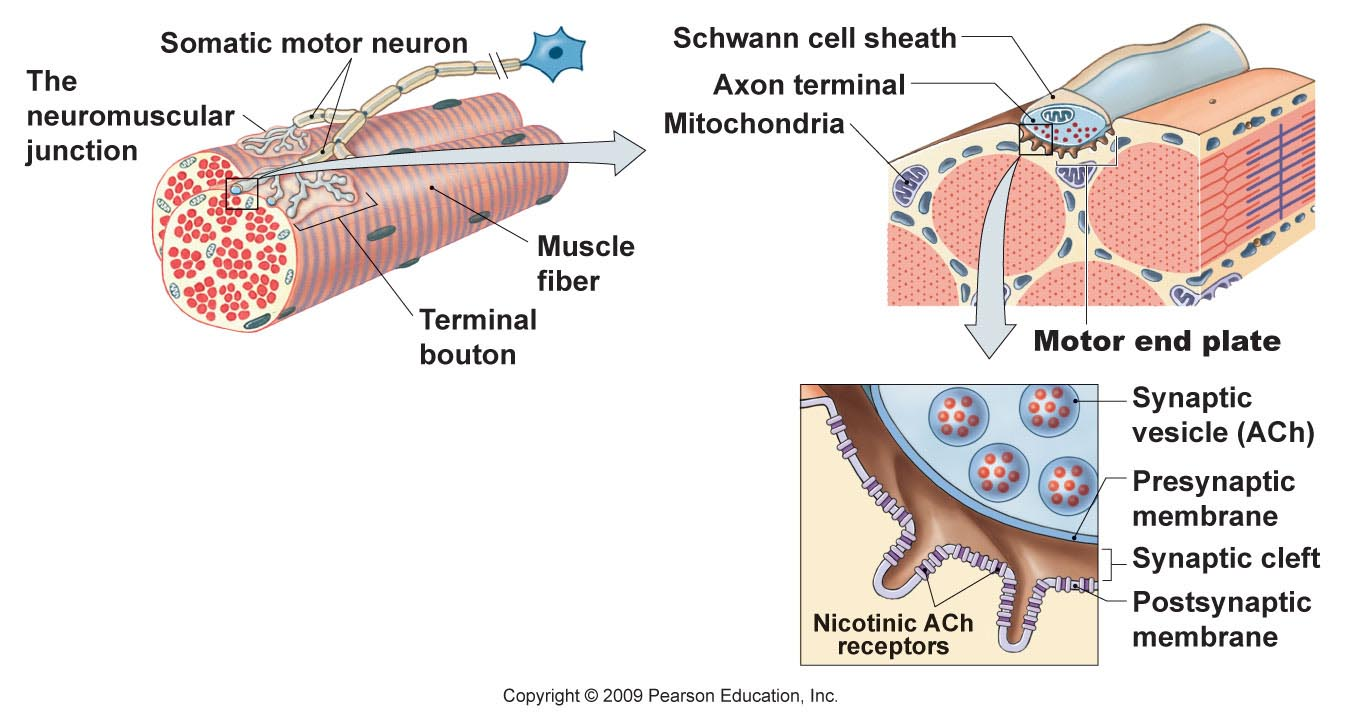 Somatic motor neuron
The
neuromuscular
junction
Muscle
fiber
Terminal
bouton
Schwann cell sheath
Axon terminal
Mitochondria
Motor end plate
Synaptic
vesicle (ACh)
Presynaptic
membrane
Synaptic cleft
Postsynaptic
membrane
Nicotinic ACh
receptors
Copyright © 2009 Pearson Education, Inc.